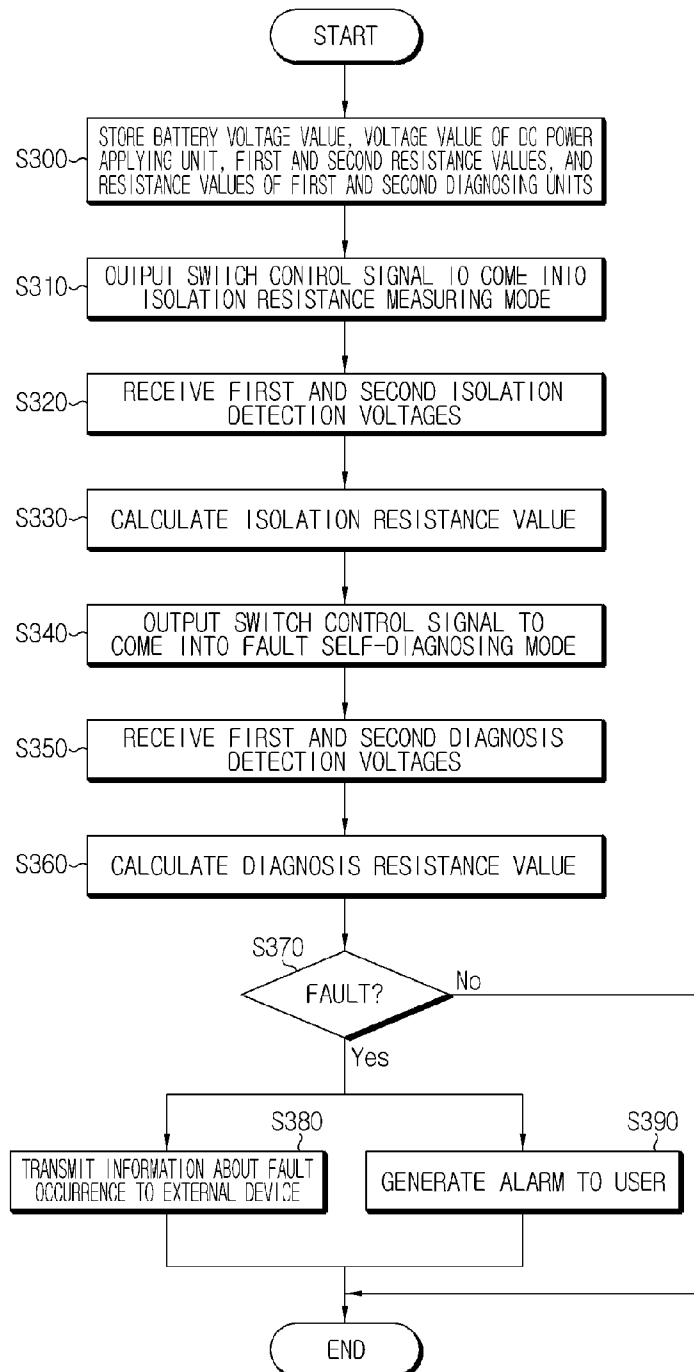 START
S300
STORE BATTERY VOLTAGE VALUE, VOLTAGE VALUE OF DC POWER
APPLYING UNIT, FIRST AND SECOND RESISTANCE VALUES, AND
RESISTANCE VALUES OF FIRST AND SECOND DIAGNOSING UNITS
S310
OUTPUT SWITCH CONTROL SIGNAL TO COME INTO
ISOLATION RESISTANCE MEASURING MODE
S320
RECEIVE FIRST AND SECOND ISOLATION
DETECTION VOLTAGES
S330
CALCULATE ISOLATION RESISTANCE VALUE
S340
OUTPUT SWITCH CONTROL SIGNAL TO
COME INTO FAULT SELF-DIAGNOSING MODE
S350
RECEIVE FIRST AND SECOND DIAGNOSIS
DETECTION VOLTAGES
S360
CALCULATE DIAGNOSIS RESISTANCE VALUE
S370
FAULT?
No
Yes
S380
TRANSMIT INFORMATION ABOUT FAULT
OCCURRENCE TO EXTERNAL DEVICE
S390
GENERATE ALARM TO USER
END